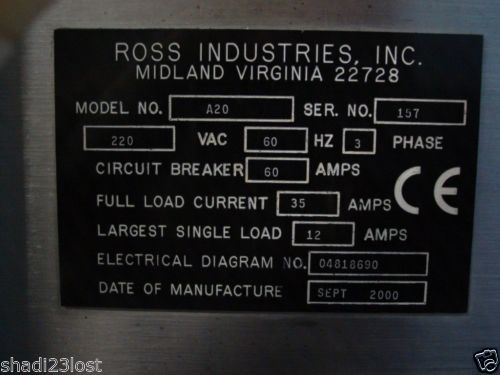 ROSS INDUSTRIES, INC.
MIDLAND VIRGINIA 22728
MODEL NO. A20 SER. NO. 157
220 VAC 60 HZ 3 PHASE
CIRCUIT BREAKER 60 AMPS
FULL LOAD CURRENT 35 AMPS
LARGEST SINGLE LOAD 12 AMPS
CE
ELECTRICAL DIAGRAM NO. 04818690
DATE OF MANUFACTURE SEPT 2000
shadi23lost